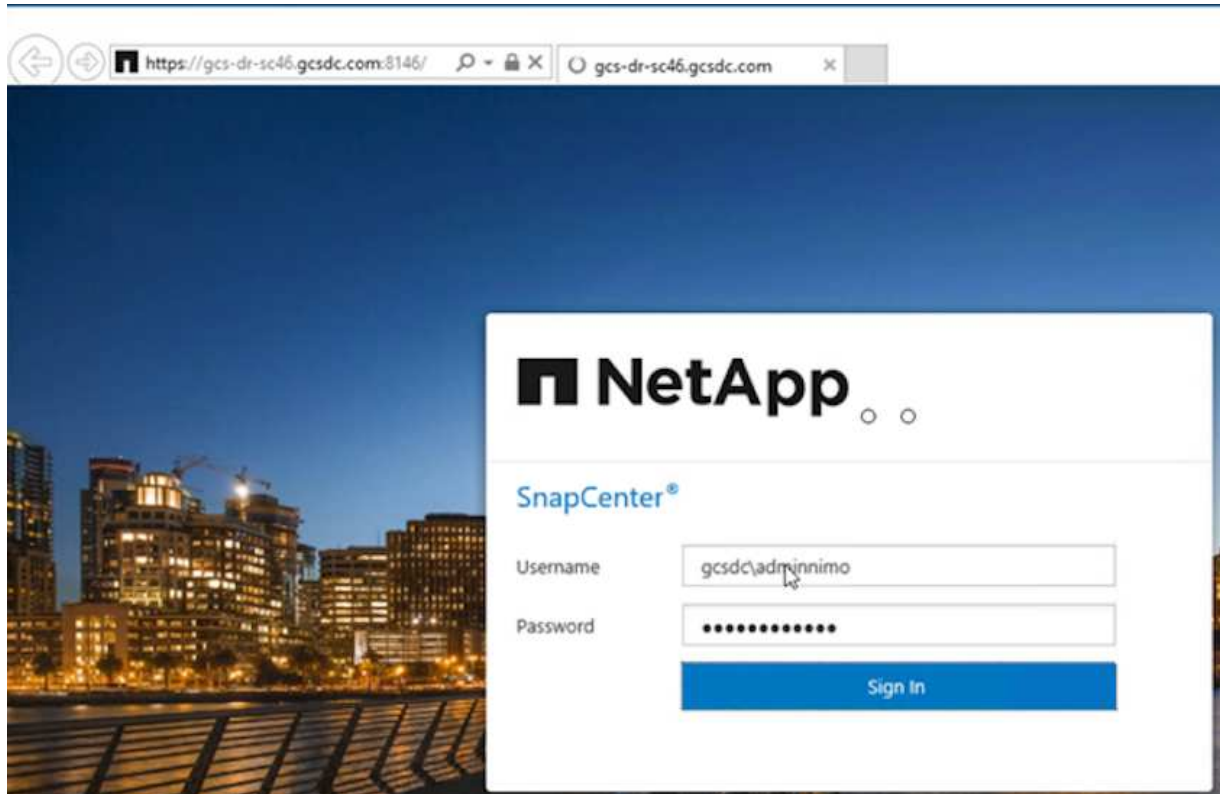 https://gcs-dr-sc46.gcsdc.com:8146/
gcs-dr-sc46.gcsdc.com
NetApp
SnapCenter®
Username
gcsdc\adminnimo
Password
••••••••••••
Sign In